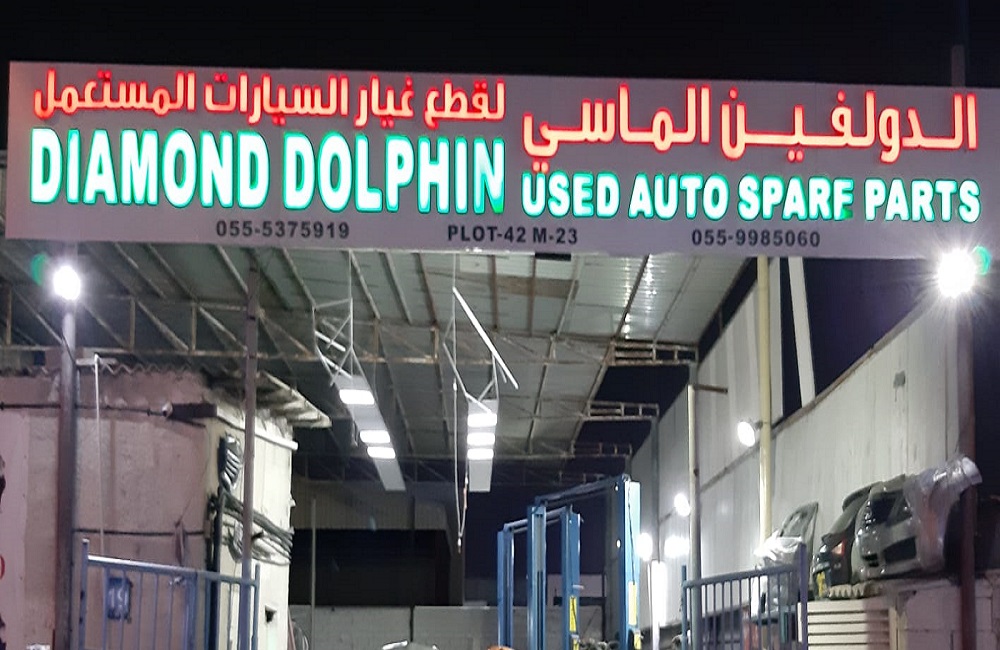 الدولفين الماسي لقطع غيار السيارات المستعمل
DIAMOND DOLPHIN USED AUTO SPARF PARTS
055-5375919 PLOT-42 M-23 055-9985060